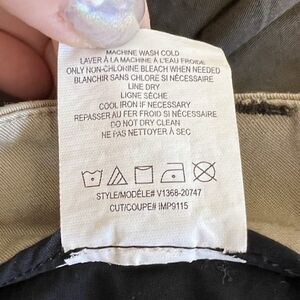 MACHINE WASH COLD
LAVER À LA MACHINE À L'EAU FROIDE
ONLY NON-CHLORINE BLEACH WHEN NEEDED
BLANCHIR SANS CHLORE SI NÉCESSAIRE
LINE DRY
LIGNE SÈCHE
COOL IRON IF NECESSARY
REPASSER AU FER FROID SI NÉCESSAIRE
DO NOT DRY CLEAN
NE PAS NETTOYER À SEC
STYLE/MODÈLE# V1368-20747
CUT/COUPE# IMP9115